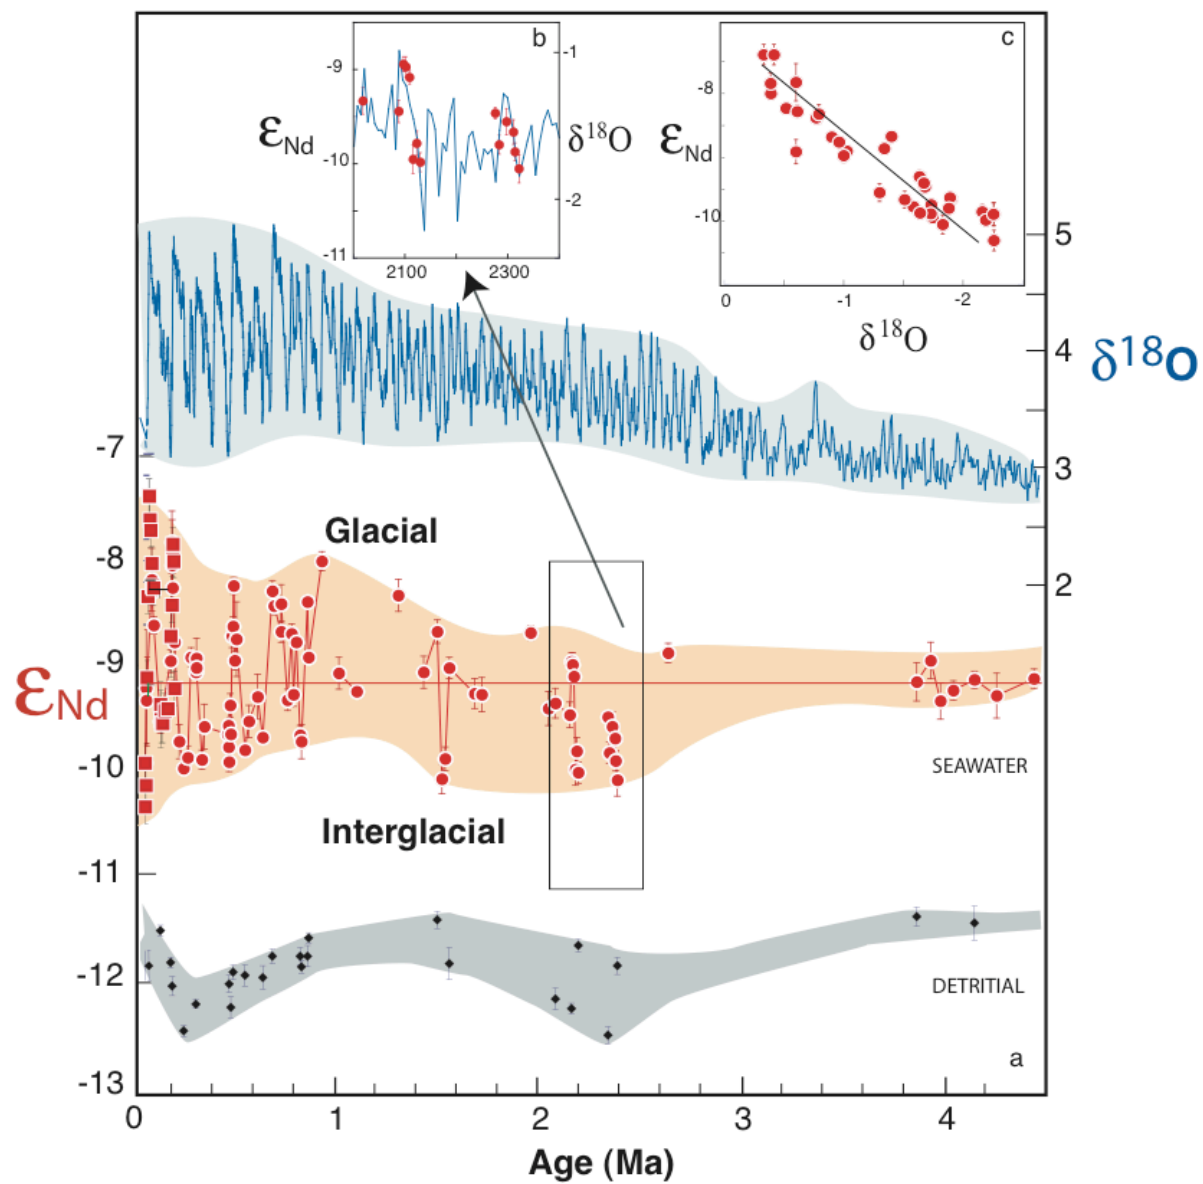 b
-1
-9
εNd
δ18O
-10
-2
-11
2100
2300
c
-8
εNd
-10
0
-1
-2
δ18O
5
4
δ18O
3
2
-7
-8
-9
εNd
-10
-11
-12
-13
Glacial
Interglacial
SEAWATER
DETRITIAL
a
0
1
2
3
4
Age (Ma)